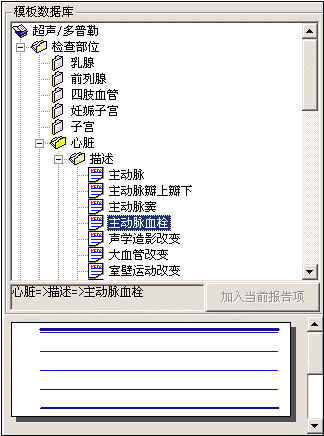 模板数据库
超声/多普勒
检查部位
乳腺
前列腺
四肢血管
妊娠子宫
子宫
心脏
描述
主动脉
主动脉瓣上瓣下
主动脉窦
主动脉血栓
声学造影改变
大血管改变
室壁运动改变
心脏=>描述=>主动脉血栓
加入当前报告项